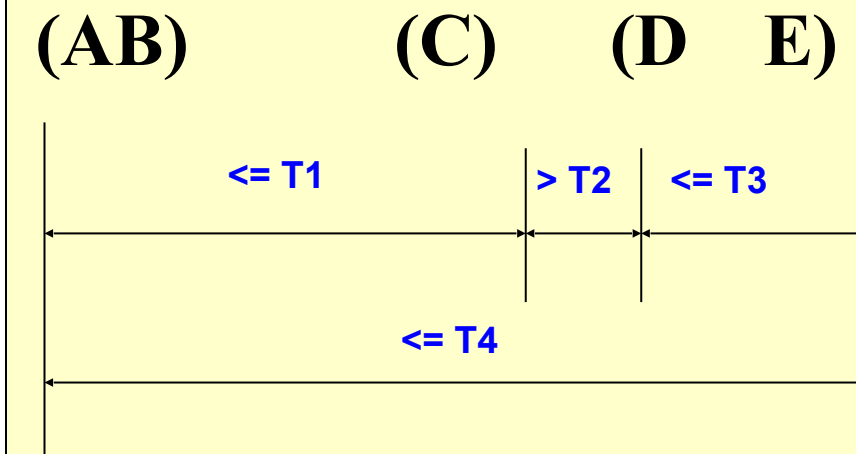 (AB) (C) (D E)
<= T1 > T2 <= T3
<= T4